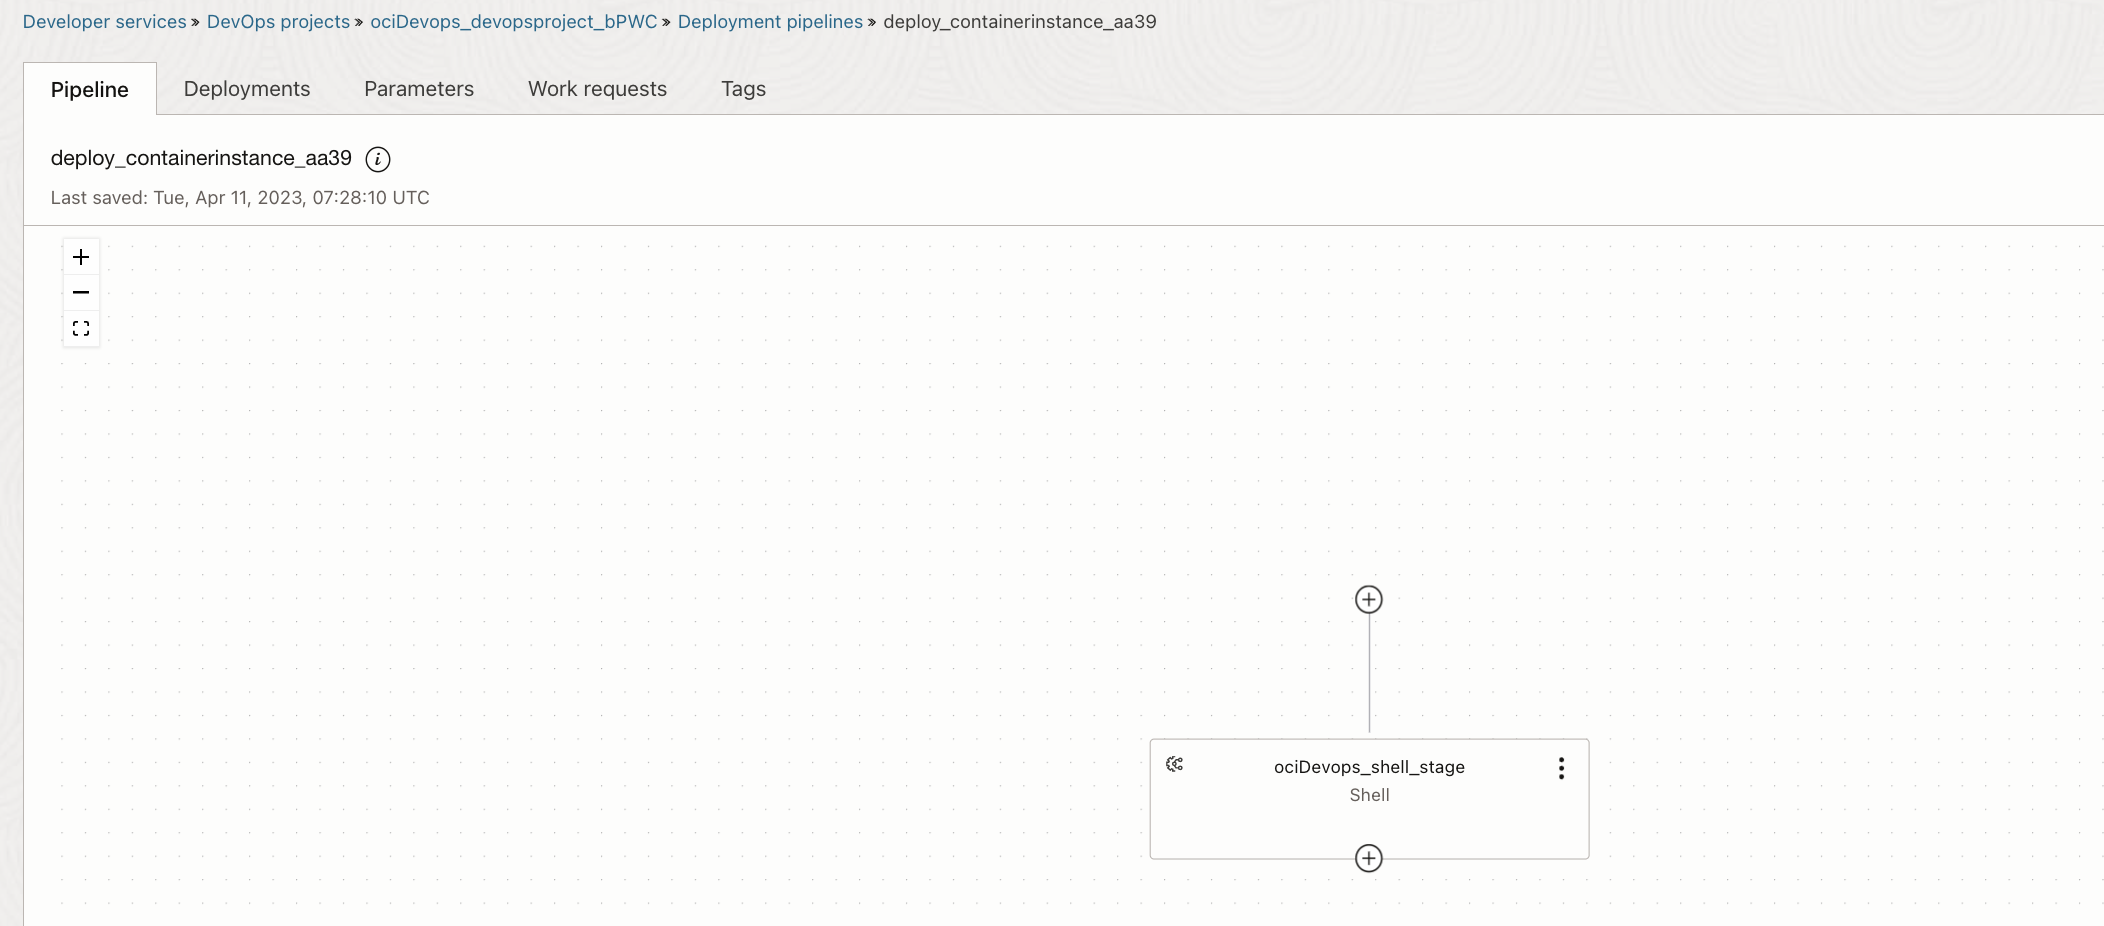 Developer services » DevOps projects » ociDevops_devopsproject_bPWC » Deployment pipelines » deploy_containerinstance_aa39
Pipeline Deployments Parameters Work requests Tags
deploy_containerinstance_aa39
Last saved: Tue, Apr 11, 2023, 07:28:10 UTC
ociDevops_shell_stage
Shell